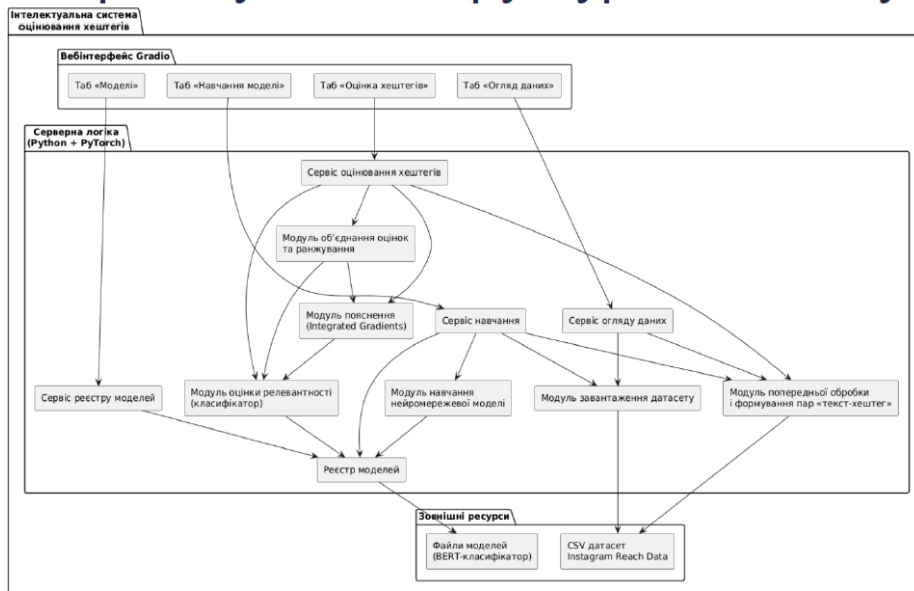 Інтелектуальна система
оцінювання хештегів
Вебінтерфейс Gradio
Таб «Моделі»
Таб «Навчання моделі»
Таб «Оцінка хештегів»
Таб «Огляд даних»
Серверна логіка
(Python + PyTorch)
Сервіс оцінювання хештегів
Модуль об'єднання оцінок
та ранжування
Модуль пояснення
(Integrated Gradients)
Сервіс навчання
Сервіс огляду даних
Сервіс реєстру моделей
Модуль оцінки релевантності
(класифікатор)
Модуль навчання
нейромережевої моделі
Модуль завантаження датасету
Модуль попередньої обробки
і формування пар «текст-хештег»
Реєстр моделей
Зовнішні ресурси
Файли моделей
(BERT-класифікатор)
CSV датасет
Instagram Reach Data